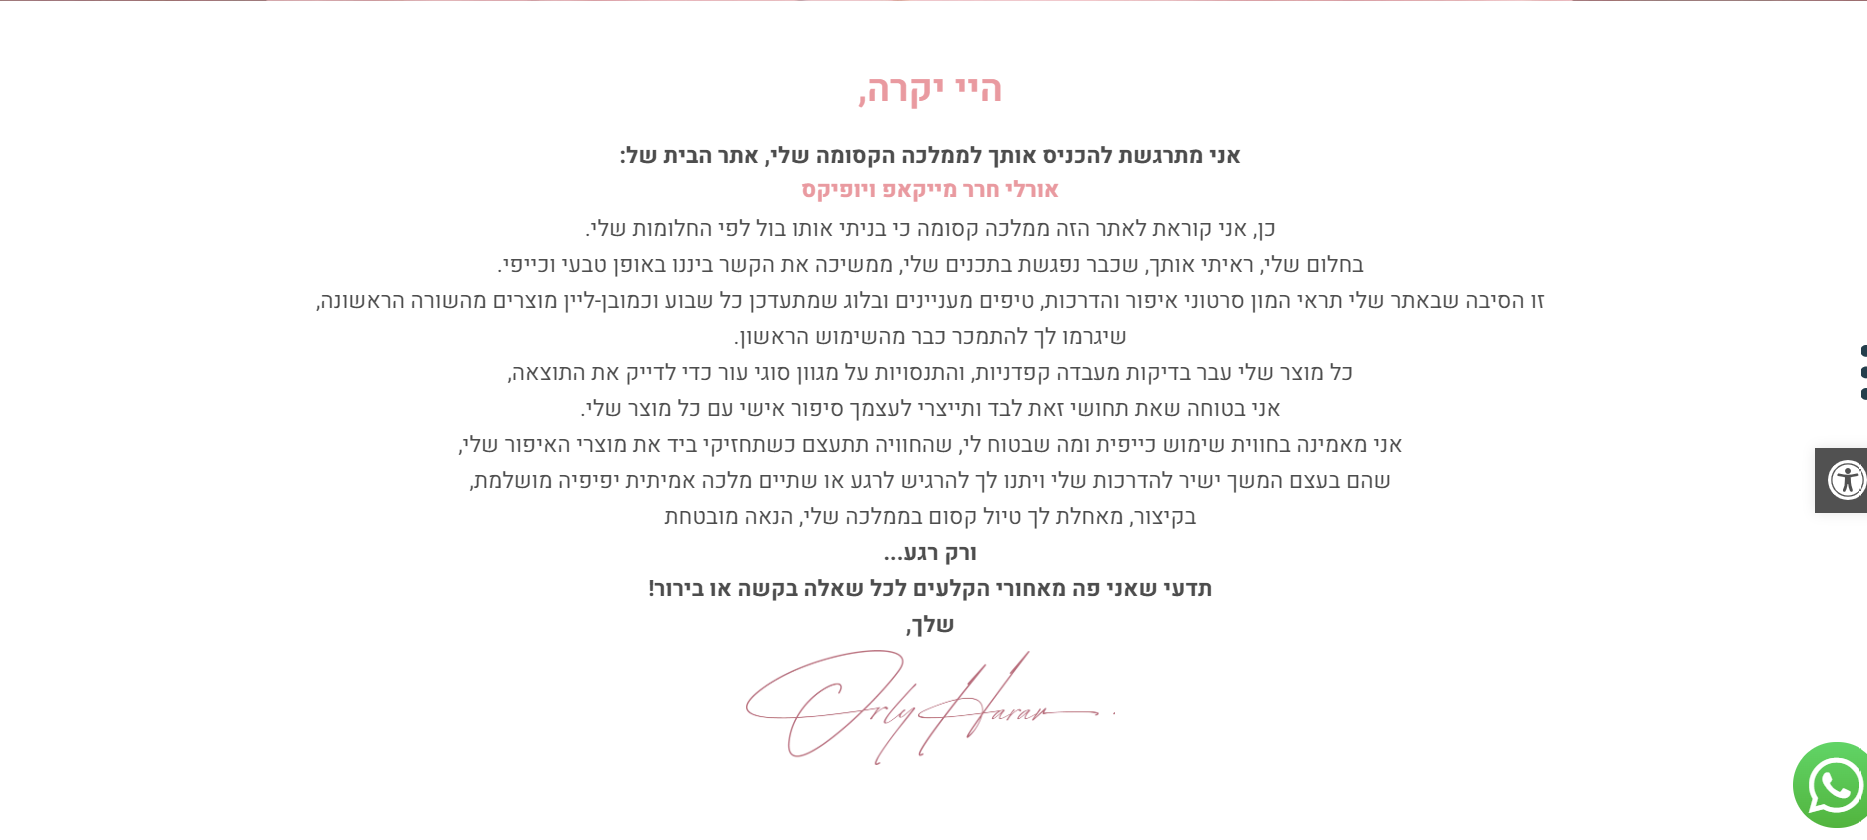 היי יקרה,
אני מתרגשת להכניס אותך לממלכה הקסומה שלי, אתר הבית של:
אורלי חרר מייקאפ ויופיקס
כן, אני קוראת לאתר הזה ממלכה קסומה כי בניתי אותו בול לפי החלומות שלי.
בחלום שלי, ראיתי אותך, שכבר נפגשת בתכנים שלי, ממשיכה את הקשר ביננו באופן טבעי וכייפי.
זו הסיבה שבאתר שלי תראי המון סרטוני איפור והדרכות, טיפים מעניינים ובלוג שמתעדכן כל שבוע וכמובן-ליין מוצרים מהשורה הראשונה,
שיגרמו לך להתמכר כבר מהשימוש הראשון.
כל מוצר שלי עבר בדיקות מעבדה קפדניות, והתנסויות על מגוון סוגי עור כדי לדייק את התוצאה,
אני בטוחה שאת תחושי זאת לבד ותייצרי לעצמך סיפור אישי עם כל מוצר שלי.
אני מאמינה בחווית שימוש כייפית ומה שבטוח לי, שהחוויה תתעצם כשתחזיקי ביד את מוצרי האיפור שלי,
שהם בעצם המשך ישיר להדרכות שלי ויתנו לך להרגיש לרגע או שתיים מלכה אמיתית יפיפיה מושלמת,
בקיצור, מאחלת לך טיול קסום בממלכה שלי, הנאה מובטחת
ורק רגע...
תדעי שאני פה מאחורי הקלעים לכל שאלה בקשה או בירור!
שלך,
Orly Harar